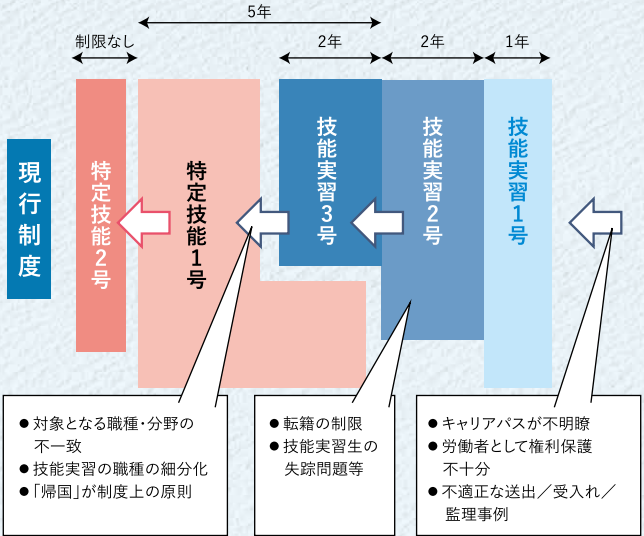 5年
制限なし
2年
2年
1年
現行制度
特定技能2号
特定技能1号
技能実習3号
技能実習2号
技能実習1号
●対象となる職種・分野の
不一致
●技能実習の職種の細分化
●「帰国」が制度上の原則
●転籍の制限
●技能実習生の
失踪問題等
●キャリアパスが不明瞭
●労働者として権利保護
不十分
●不適正な送出／受入れ／
監理事例